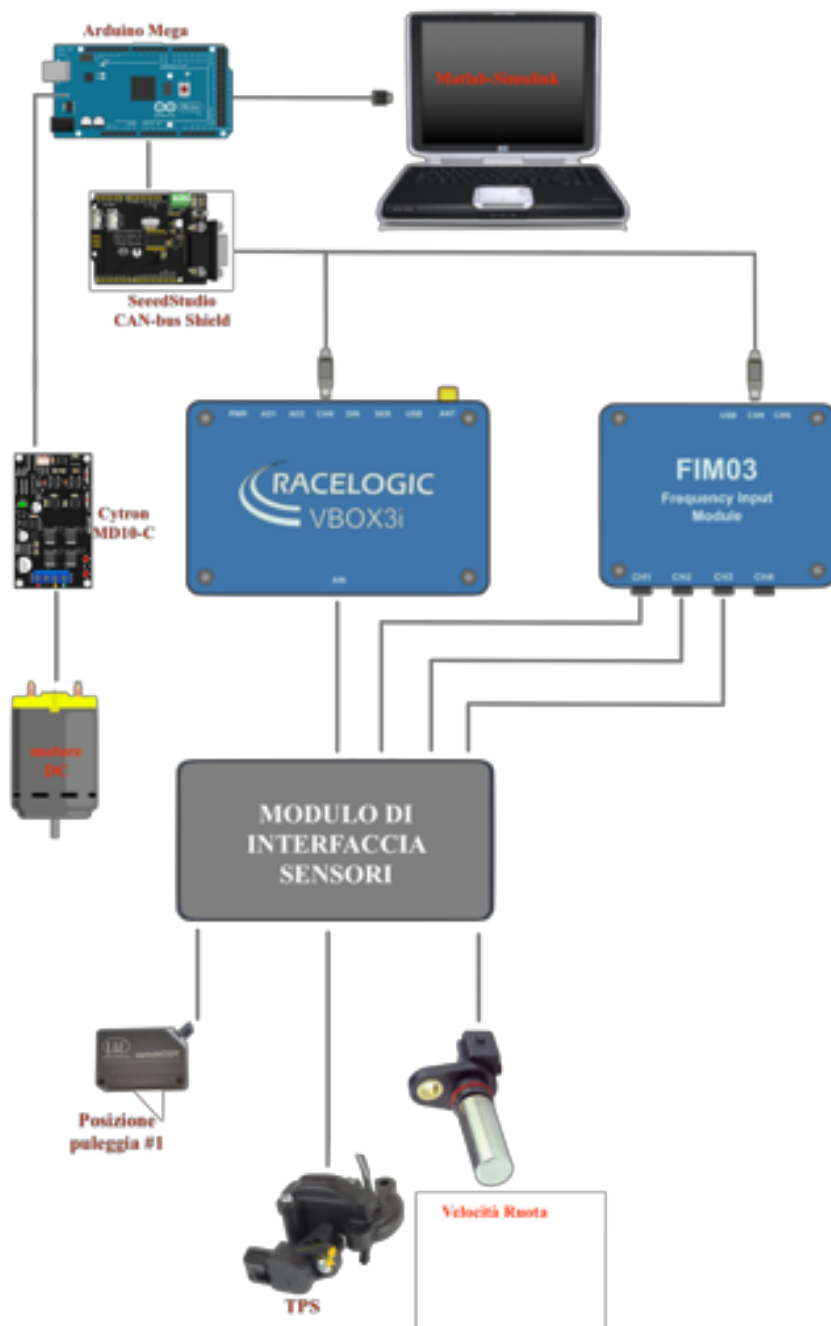 Arduino Mega
Matlab-Simulink
SeeedStudio
CAN-bus Shield
PWR AD1 AD2 CAN DIN SER USB ANT
RACELOGIC
VBOX3i
AIN
USB CAN CAN
FIM03
Frequency Input
Module
CH1 CH2 CH3 CH4
Cytron
MD10-C
motore
DC
MODULO DI
INTERFACCIA
SENSORI
Posizione
puleggia #1
Velocità Ruota
TPS